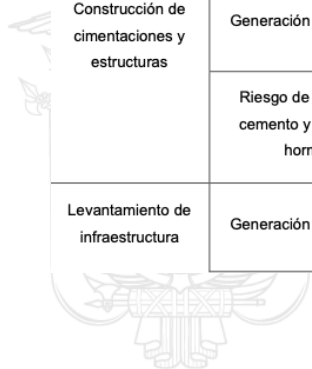 Construcción de
cimentaciones y
estructuras
Generación
Riesgo de
cemento y
Levantamiento de
infraestructura
Generación